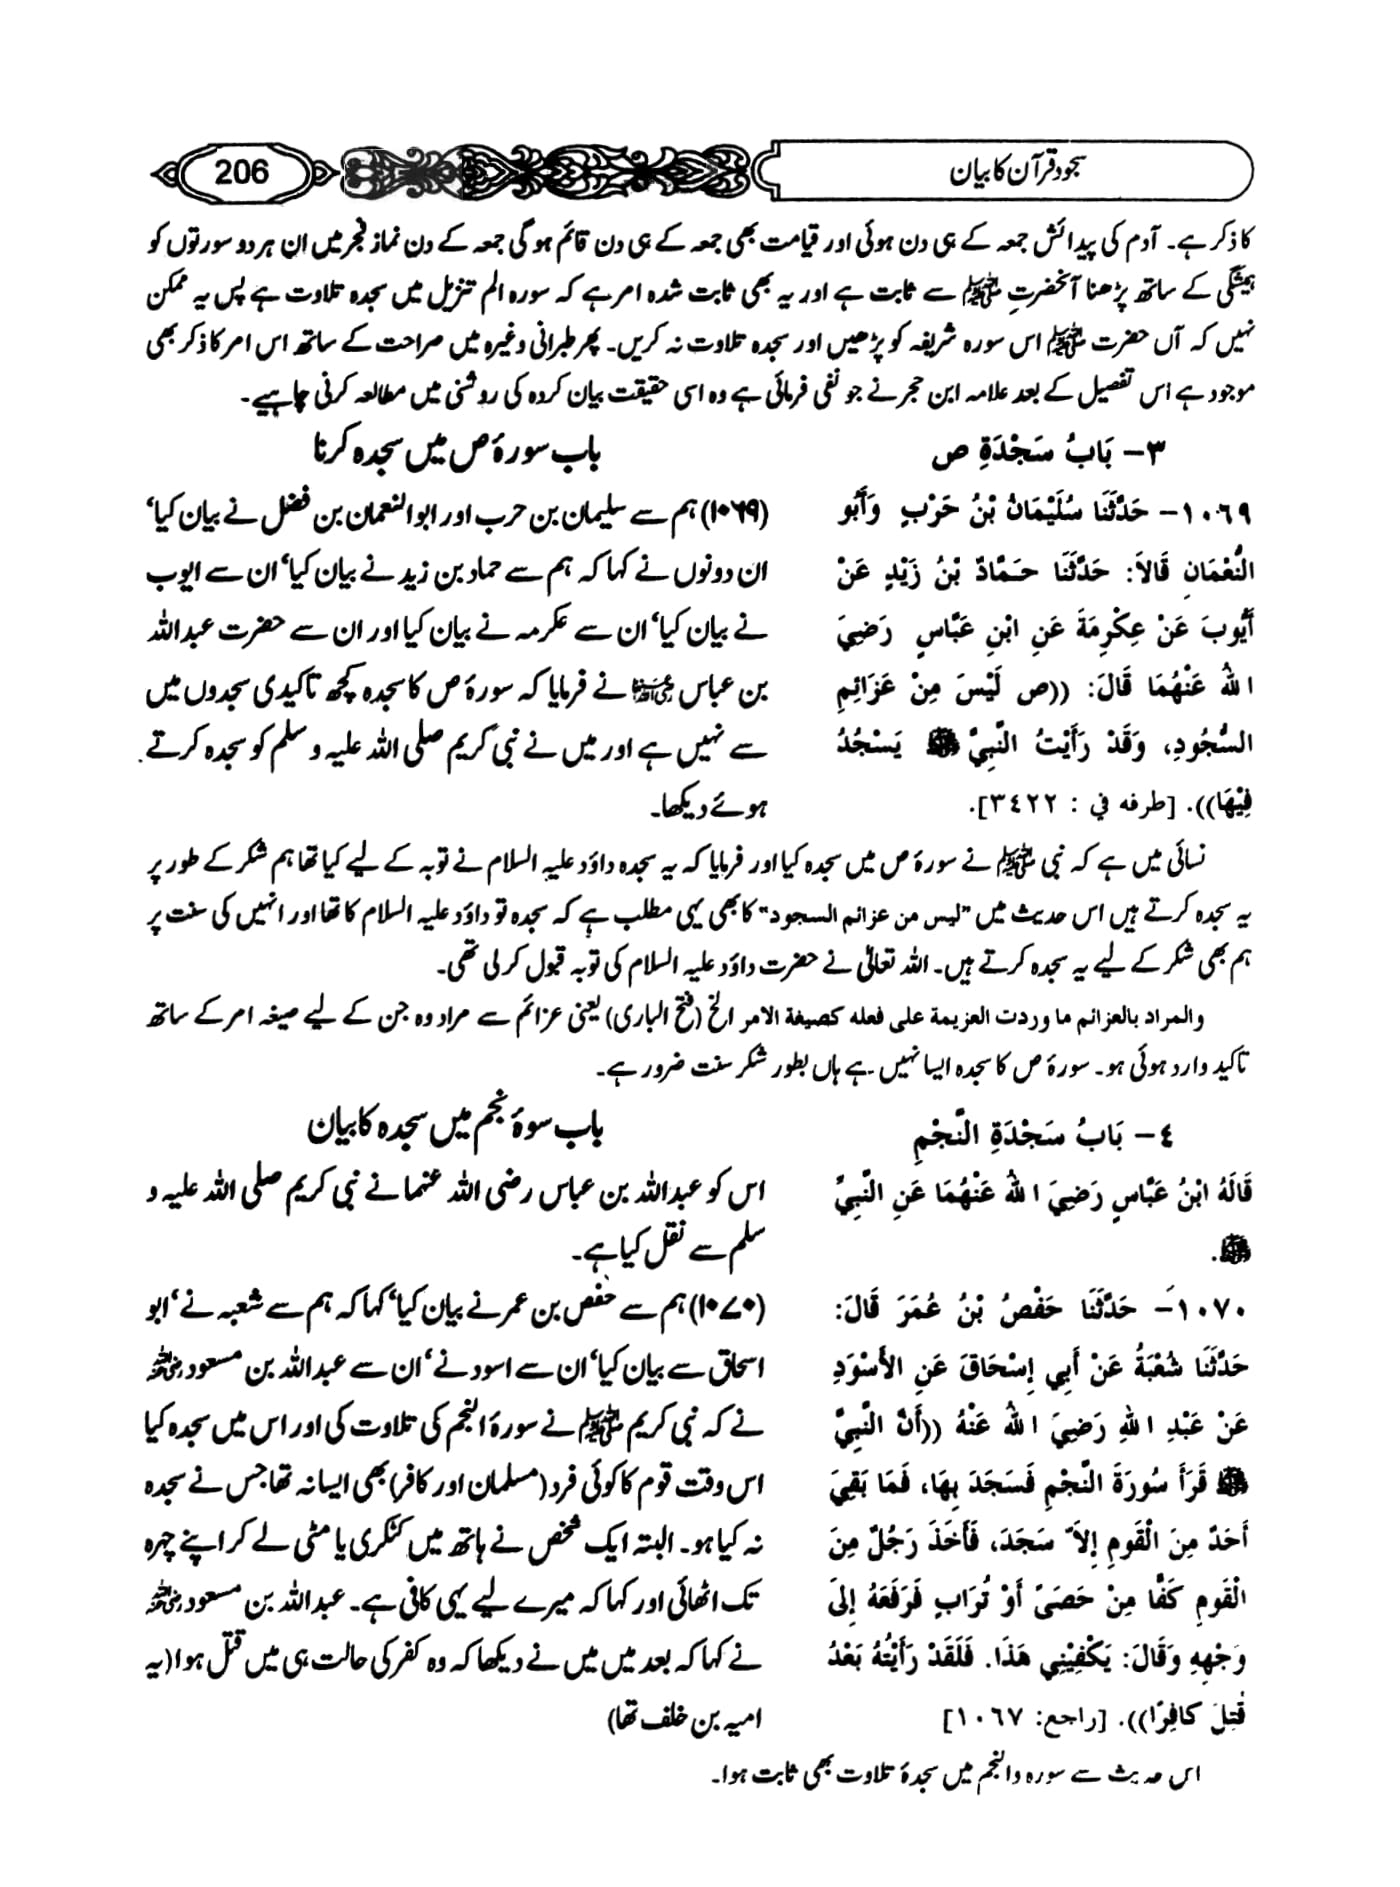 سجود قرآن کا بیان
206
کا ذکر ہے۔ آدم کی پیدائش جمعہ کے ہی دن ہوئی اور قیامت بھی جمعہ کے ہی دن قائم ہوگی جمعہ کے دن نماز فجر میں ان ہر دو سورتوں کو
ہمیشگی کے ساتھ پڑھنا آنحضرت ﷺ سے ثابت ہے اور یہ بھی ثابت شدہ امر ہے کہ سورہ الم تنزیل میں سجدہ تلاوت ہے پس یہ ممکن
نہیں کہ آں حضرت ﷺ اس سورہ شریفہ کو پڑھیں اور سجدہ تلاوت نہ کریں۔ پھر طبرانی وغیرہ میں صراحت کے ساتھ اس امر کا ذکر بھی
موجود ہے اس تفصیل کے بعد علامہ ابن حجر نے جو نفی فرمائی ہے وہ اسی حقیقت بیان کردہ کی روشنی میں مطالعہ کرنی چاہیے۔
٣- بَابُ سَجْدَةِ ص
١٠٦٩- حَدَّثَنَا سُلَيْمَانُ بْنُ حَرْبٍ وَأَبُو
النُّعْمَانِ قَالاَ: حَدَّثَنَا حَمَّادُ بْنُ زَيْدٍ عَنْ
أَيُّوبَ عَنْ عِكْرِمَةَ عَنِ ابْنِ عَبَّاسٍ رَضِيَ
اللهُ عَنْهُمَا قَالَ: ((ص لَيْسَ مِنْ عَزَائِمِ
السُّجُودِ، وَقَدْ رَأَيْتُ النَّبِيَّ ﷺ يَسْجُدُ
فِيْهَا)). [طرفه في : ٣٤٢٢].
باب سورۂ ص میں سجدہ کرنا
(۱۰۶۹) ہم سے سلیمان بن حرب اور ابوالنعمان بن فضل نے بیان کیا‘
ان دونوں نے کہا کہ ہم سے حماد بن زید نے بیان کیا‘ ان سے ایوب
نے بیان کیا‘ ان سے عکرمہ نے بیان کیا اور ان سے حضرت عبداللہ
بن عباس رضی اللہ عنہما نے فرمایا کہ سورۂ ص کا سجدہ کچھ تاکیدی سجدوں میں
سے نہیں ہے اور میں نے نبی کریم صلی اللہ علیہ و سلم کو سجدہ کرتے
ہوئے دیکھا۔
نسائی میں ہے کہ نبی ﷺ نے سورۂ ص میں سجدہ کیا اور فرمایا کہ یہ سجدہ داؤد علیہ السلام نے توبہ کے لیے کیا تھا ہم شکر کے طور پر
یہ سجدہ کرتے ہیں اس حدیث میں "لیس من عزائم السجود" کا بھی یہی مطلب ہے کہ سجدہ تو داؤد علیہ السلام کا تھا اور انہیں کی سنت پر
ہم بھی شکر کے لیے یہ سجدہ کرتے ہیں۔ اللہ تعالیٰ نے حضرت داؤد علیہ السلام کی توبہ قبول کر لی تھی۔
والمراد بالعزائم ما وردت العزیمة علی فعله کصیغة الامر الخ (فتح الباری) یعنی عزائم سے مراد وہ جن کے لیے صیغہ امر کے ساتھ
تاکید وارد ہوئی ہو۔ سورۂ ص کا سجدہ ایسا نہیں ہے ہاں بطور شکر سنت ضرور ہے۔
٤- بَابُ سَجْدَةِ النَّجْمِ
قَالَهُ ابْنُ عَبَّاسٍ رَضِيَ اللهُ عَنْهُمَا عَنِ النَّبِيِّ
ﷺ.
١٠٧٠- حَدَّثَنَا حَفْصُ بْنُ عُمَرَ قَالَ:
حَدَّثَنَا شُعْبَةُ عَنْ أَبِي إِسْحَاقَ عَنِ الأَسْوَدِ
عَنْ عَبْدِ اللهِ رَضِيَ اللهُ عَنْهُ ((أَنَّ النَّبِيَّ
ﷺ قَرَأَ سُورَةَ النَّجْمِ فَسَجَدَ بِهَا، فَمَا بَقِيَ
أَحَدٌ مِنَ الْقَومِ إِلاَّ سَجَدَ، فَأَخَذَ رَجُلٌ مِنَ
الْقَومِ كَفًّا مِنْ حَصَىً أَوْ تُرَابٍ فَرَفَعَهُ إِلَى
وَجْهِهِ وَقَالَ: يَكْفِيْنِي هَذَا. فَلَقَدْ رَأَيْتُهُ بَعْدُ
قُتِلَ كَافِرًا)). [راجع: ١٠٦٧]
باب سوۂ نجم میں سجدہ کا بیان
اس کو عبداللہ بن عباس رضی اللہ عنہما نے نبی کریم صلی اللہ علیہ و
سلم سے نقل کیا ہے۔
(۱۰۷۰) ہم سے حفص بن عمر نے بیان کیا‘ کہا کہ ہم سے شعبہ نے‘ ابو
اسحاق سے بیان کیا‘ ان سے اسود نے‘ ان سے عبداللہ بن مسعود رضی اللہ عنہ
نے کہ نبی کریم ﷺ نے سورۂ النجم کی تلاوت کی اور اس میں سجدہ کیا
اس وقت قوم کا کوئی فرد (مسلمان اور کافر) بھی ایسا نہ تھا جس نے سجدہ
نہ کیا ہو۔ البتہ ایک شخص نے ہاتھ میں کنکری یا مٹی لے کر اپنے چہرہ
تک اٹھائی اور کہا کہ میرے لیے یہی کافی ہے۔ عبداللہ بن مسعود رضی اللہ عنہ
نے کہا کہ بعد میں میں نے دیکھا کہ وہ کفر کی حالت ہی میں قتل ہوا (یہ
امیہ بن خلف تھا)
اس حدیث سے سورہ والنجم میں سجدۂ تلاوت بھی ثابت ہوا۔